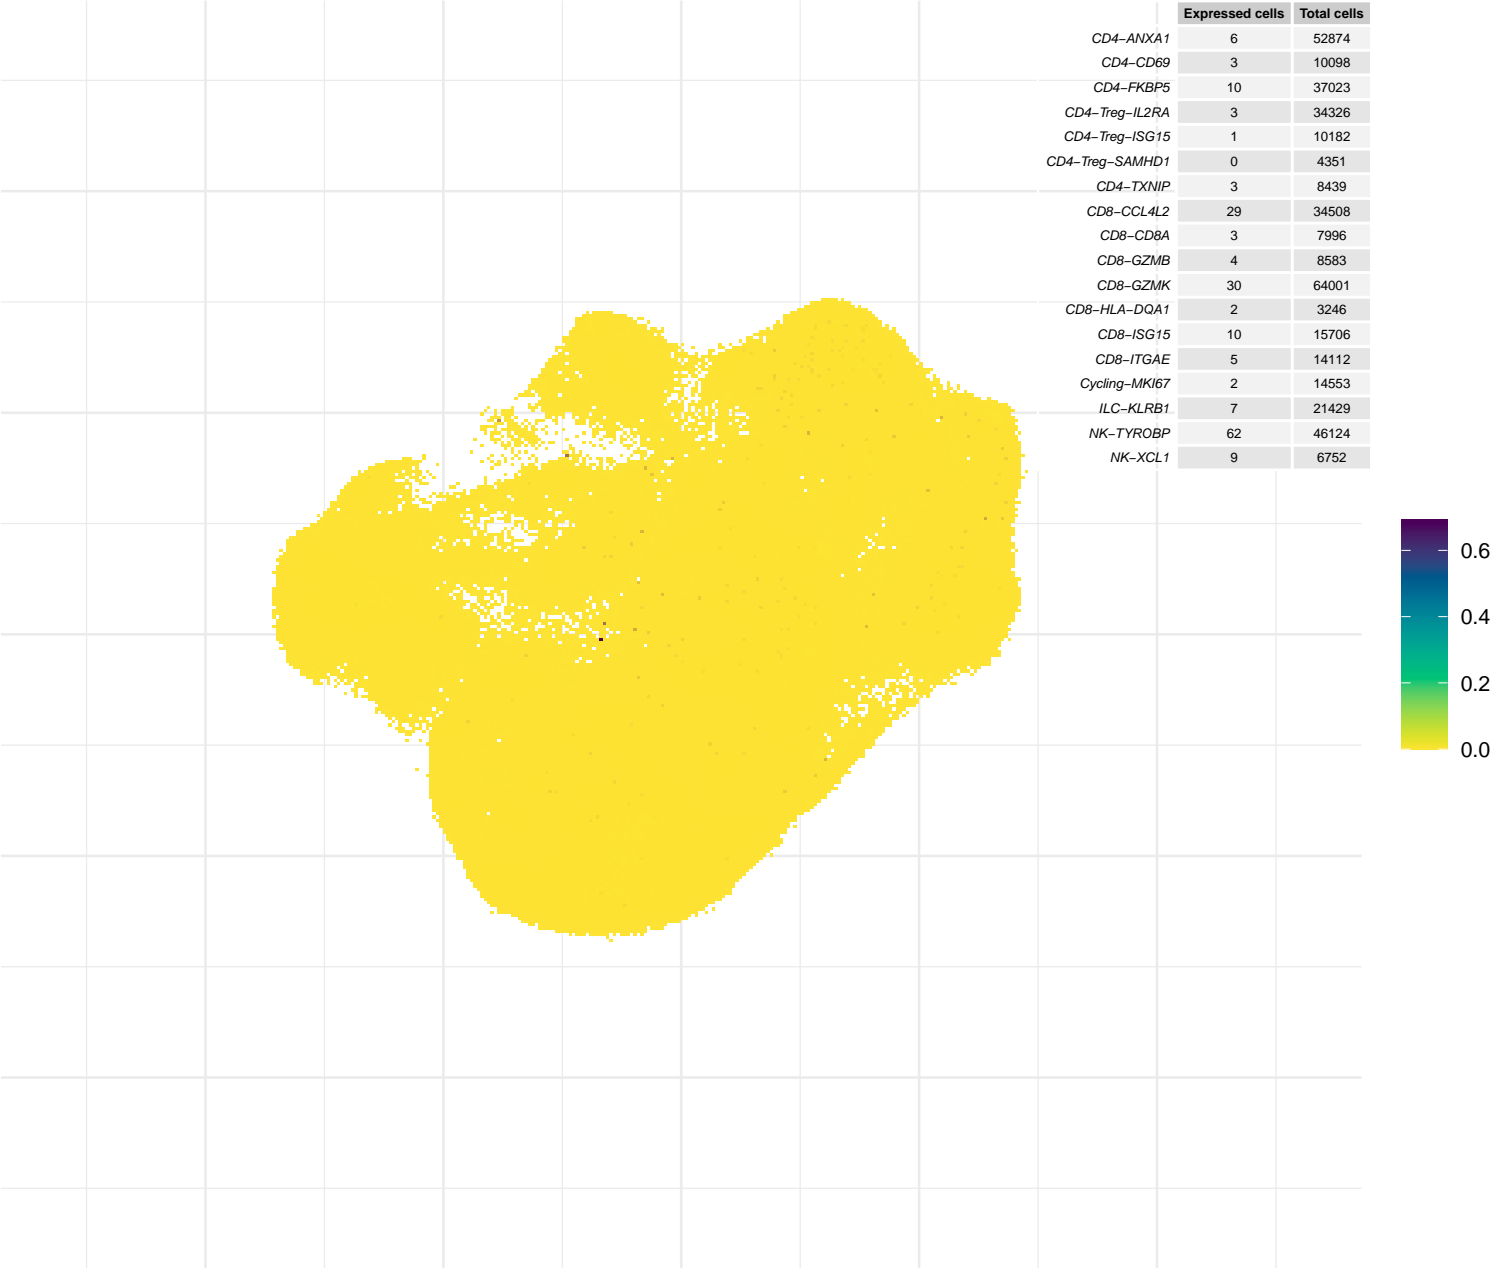 Expressed cells Total cells
CD4−ANXA1 6 52874
CD4−CD69 3 10098
CD4−FKBP5 10 37023
CD4−Treg−IL2RA 3 34326
CD4−Treg−ISG15 1 10182
CD4−Treg−SAMHD1 0 4351
CD4−TXNIP 3 8439
CD8−CCL4L2 29 34508
CD8−CD8A 3 7996
CD8−GZMB 4 8583
CD8−GZMK 30 64001
CD8−HLA−DQA1 2 3246
CD8−ISG15 10 15706
CD8−ITGAE 5 14112
Cycling−MKI67 2 14553
ILC−KLRB1 7 21429
NK−TYROBP 62 46124
NK−XCL1 9 6752
0.6
0.4
0.2
0.0